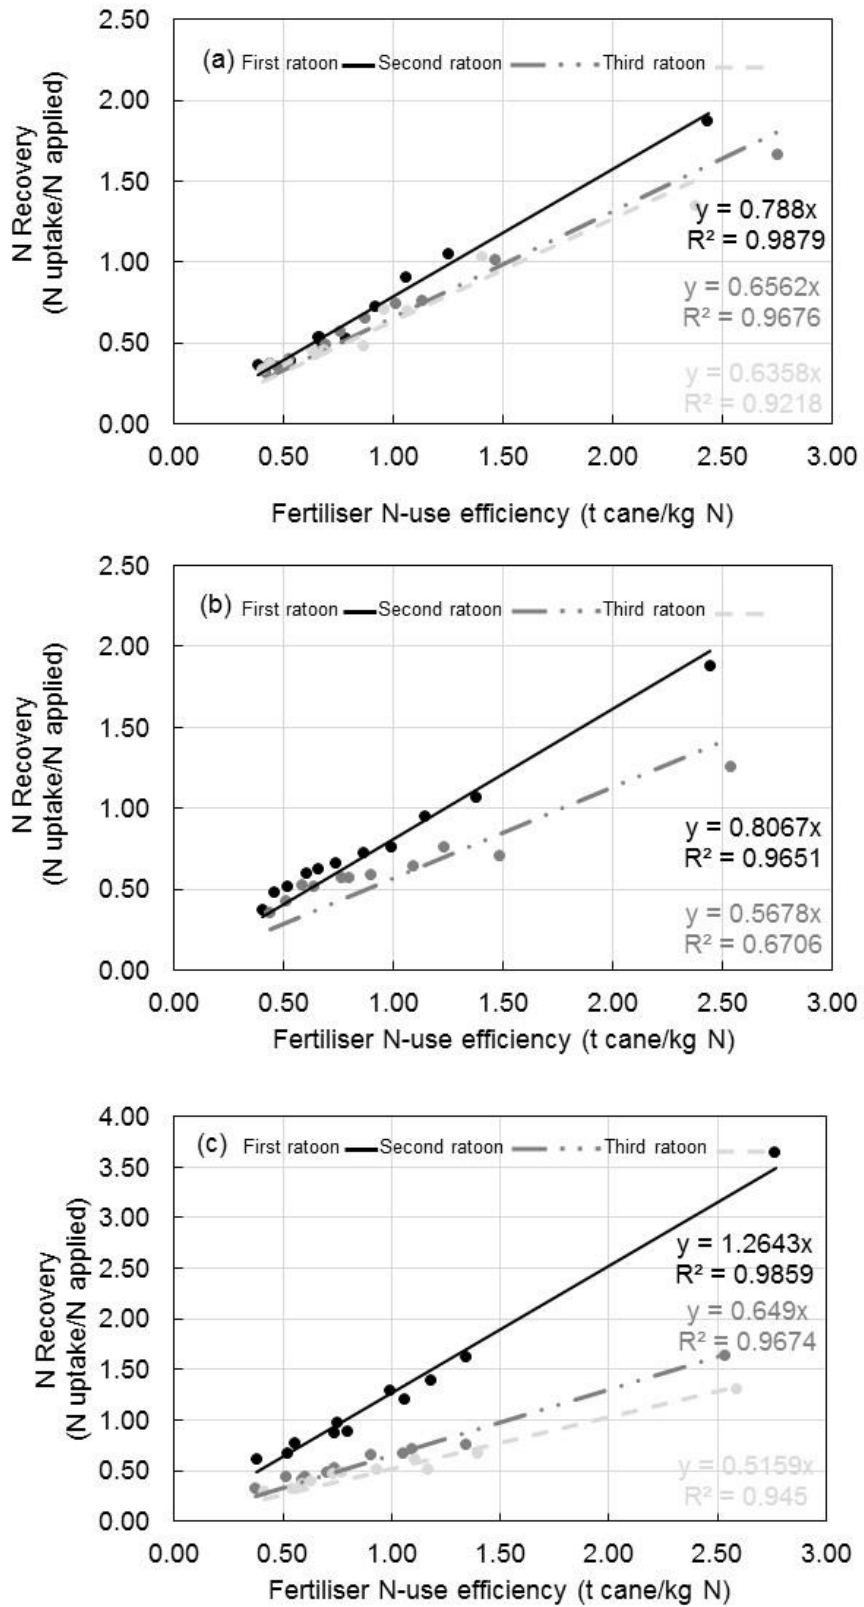 2.50
(a) First ratoon Second ratoon Third ratoon
2.00
1.50
1.00
0.50
0.00
N Recovery
(N uptake/N applied)
y = 0.788x
R² = 0.9879
y = 0.6562x
R² = 0.9676
y = 0.6358x
R² = 0.9218
0.00 0.50 1.00 1.50 2.00 2.50 3.00
Fertiliser N-use efficiency (t cane/kg N)
2.50
(b) First ratoon Second ratoon Third ratoon
2.00
1.50
1.00
0.50
0.00
N Recovery
(N uptake/N applied)
y = 0.8067x
R² = 0.9651
y = 0.5678x
R² = 0.6706
0.00 0.50 1.00 1.50 2.00 2.50 3.00
Fertiliser N-use efficiency (t cane/kg N)
4.00
(c) First ratoon Second ratoon Third ratoon
3.50
3.00
2.50
2.00
1.50
1.00
0.50
0.00
N Recovery
(N uptake/N applied)
y = 1.2643x
R² = 0.9859
y = 0.649x
R² = 0.9674
y = 0.5159x
R² = 0.945
0.00 0.50 1.00 1.50 2.00 2.50 3.00
Fertiliser N-use efficiency (t cane/kg N)